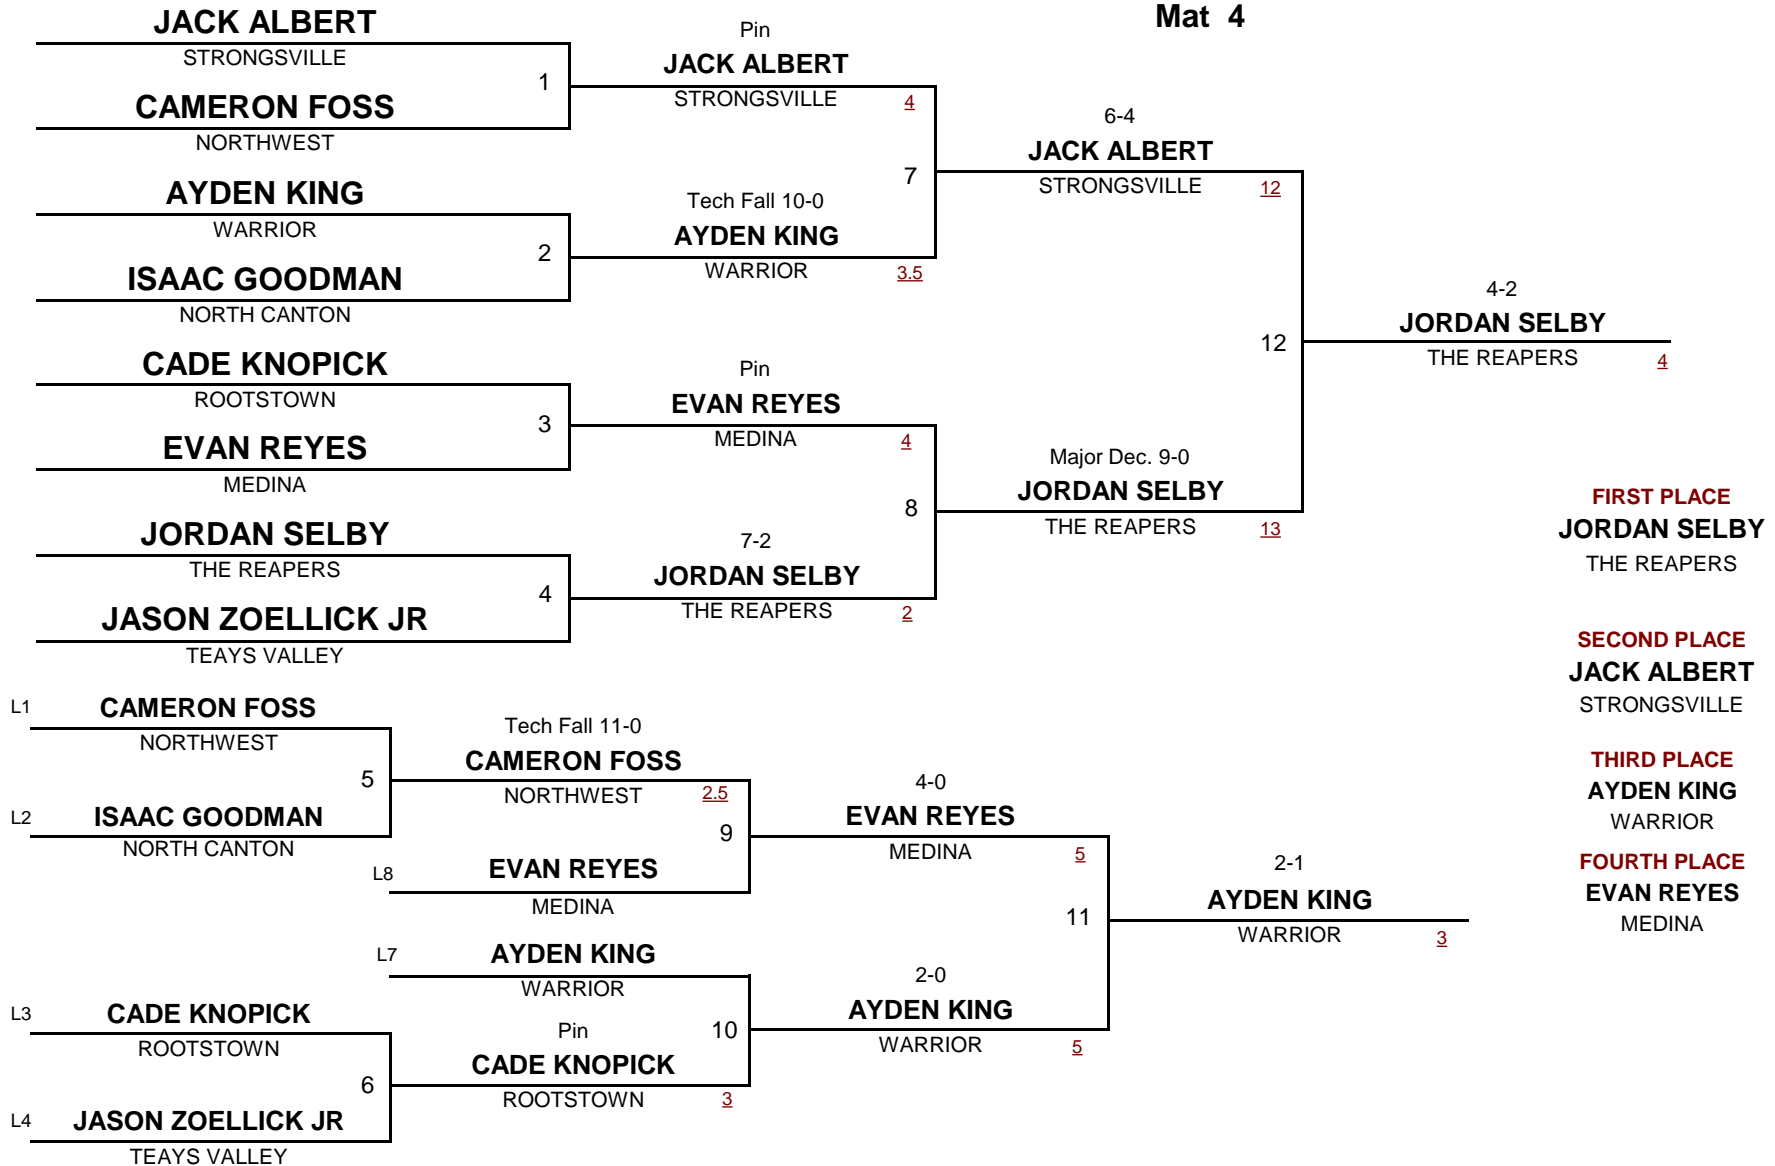 Mat 4
JACK ALBERT
STRONGSVILLE
1
CAMERON FOSS
NORTHWEST
AYDEN KING
WARRIOR
2
ISAAC GOODMAN
NORTH CANTON
CADE KNOPICK
ROOTSTOWN
3
EVAN REYES
MEDINA
JORDAN SELBY
THE REAPERS
4
JASON ZOELLICK JR
TEAYS VALLEY
Pin
JACK ALBERT
STRONGSVILLE 4
7
Tech Fall 10-0
AYDEN KING
WARRIOR 3.5
Pin
EVAN REYES
MEDINA 4
8
7-2
JORDAN SELBY
THE REAPERS 2
6-4
JACK ALBERT
STRONGSVILLE 12
12
Major Dec. 9-0
JORDAN SELBY
THE REAPERS 13
4-2
JORDAN SELBY
THE REAPERS 4
FIRST PLACE
JORDAN SELBY
THE REAPERS
SECOND PLACE
JACK ALBERT
STRONGSVILLE
THIRD PLACE
AYDEN KING
WARRIOR
FOURTH PLACE
EVAN REYES
MEDINA
L1 CAMERON FOSS
NORTHWEST
5
L2 ISAAC GOODMAN
NORTH CANTON
L3 CADE KNOPICK
ROOTSTOWN
6
L4 JASON ZOELLICK JR
TEAYS VALLEY
Tech Fall 11-0
CAMERON FOSS
NORTHWEST 2.5
9
L8 EVAN REYES
MEDINA
L7 AYDEN KING
WARRIOR
10
Pin
CADE KNOPICK
ROOTSTOWN 3
4-0
EVAN REYES
MEDINA 5
11
2-0
AYDEN KING
WARRIOR 5
2-1
AYDEN KING
WARRIOR 3